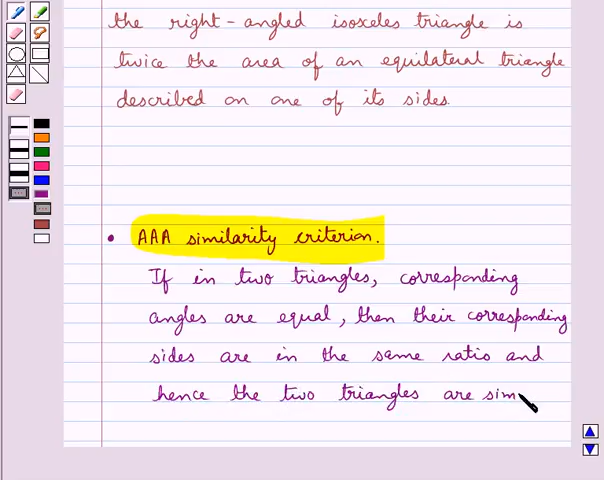 the right-angled isoxeles triangle is
twice the area of an equilateral triangle
described on one of its sides.
• AAA similarity criterion.
If in two triangles, corresponding
angles are equal, then their corresponding
sides are in the same ratio and
hence the two triangles are sim